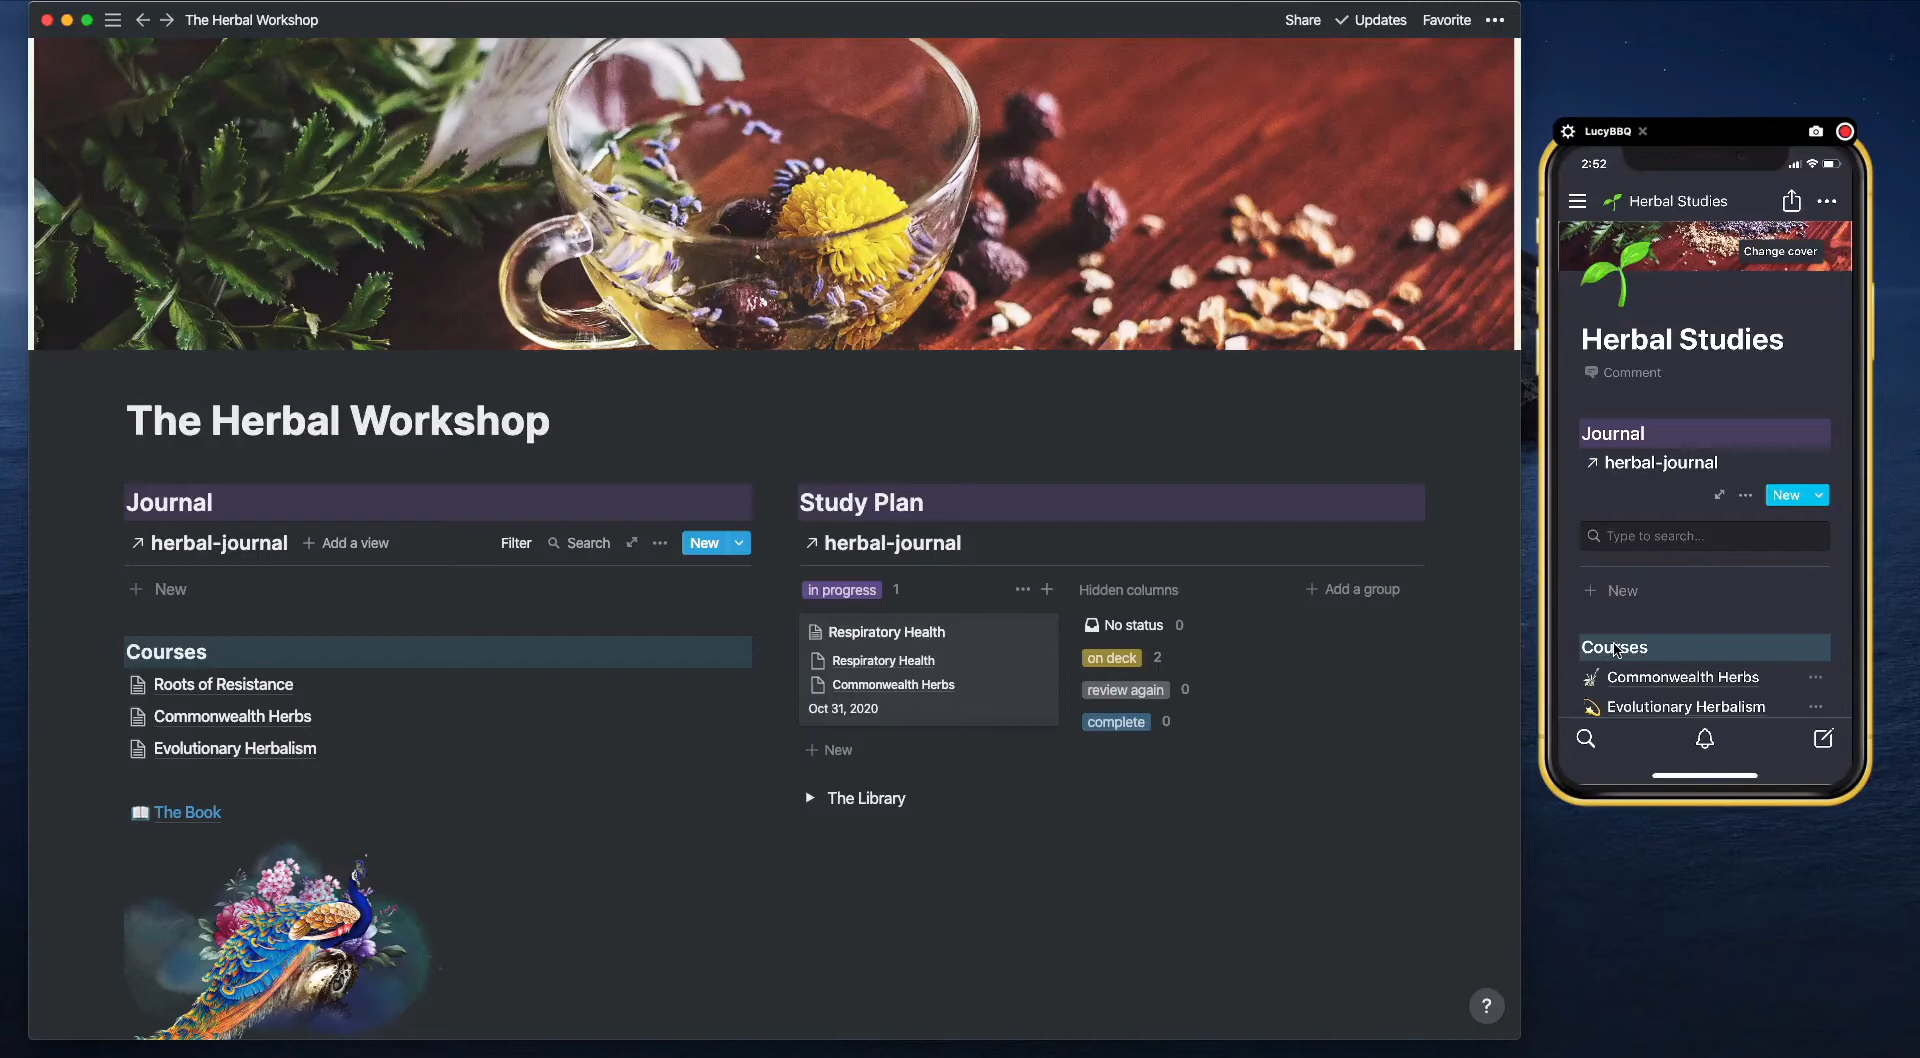 The Herbal Workshop
Share
Updates
Favorite
The Herbal Workshop
Journal
herbal-journal
Add a view
Filter
Search
New
New
Courses
Roots of Resistance
Commonwealth Herbs
Evolutionary Herbalism
The Book
Study Plan
herbal-journal
in progress 1
Hidden columns
Add a group
Respiratory Health
Respiratory Health
Commonwealth Herbs
Oct 31, 2020
New
No status 0
on deck 2
review again 0
complete 0
The Library
?
LucyBBQ
2:52
Herbal Studies
Change cover
Herbal Studies
Comment
Journal
herbal-journal
New
Type to search...
New
Courses
Commonwealth Herbs
Evolutionary Herbalism